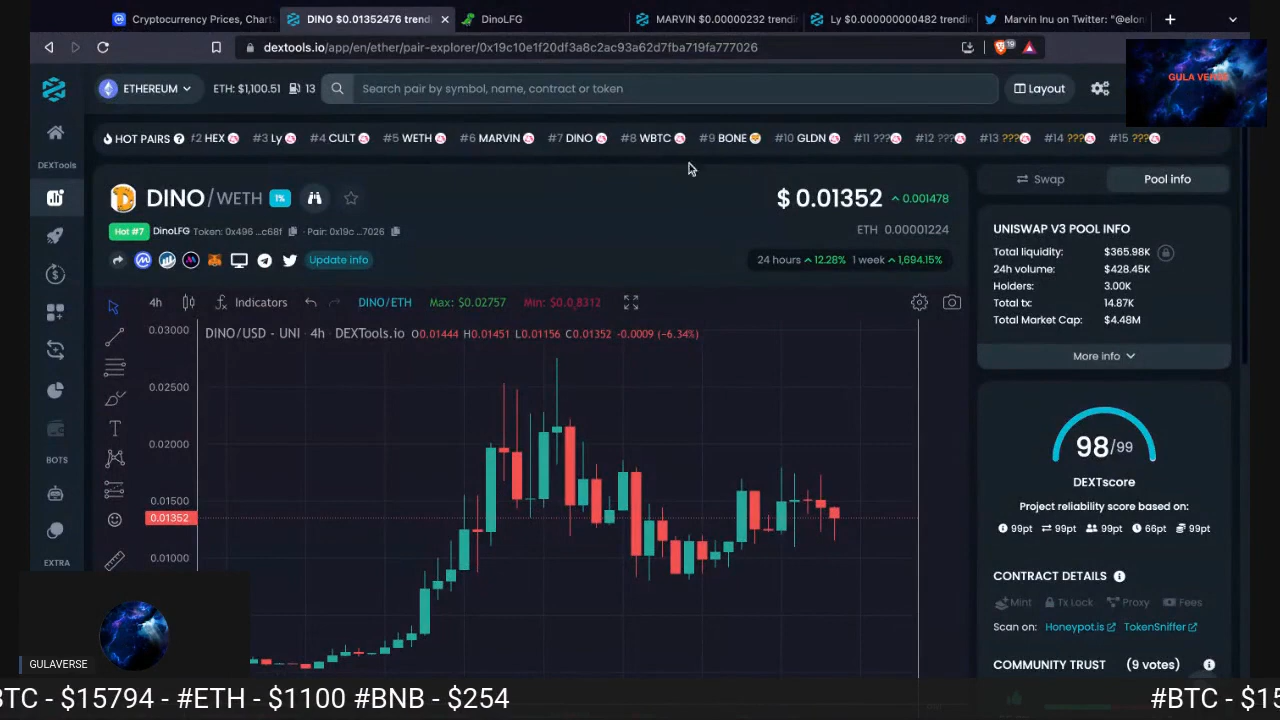 Cryptocurrency Prices, Chart:
DINO $0.01352476 trendi
DinoLFG
MARVIN $0.00000232 trendin
Ly $0.000000000482 trendin
Marvin Inu on Twitter: "@elon
dextools.io/app/en/ether/pair-explorer/0x19c10e1f20df3a8c2ac93a62d7fba719fa777026
19
ETHEREUM
ETH: $1,100.51
13
Search pair by symbol, name, contract or token
Layout
GULA VERSE
HOT PAIRS
#2 HEX
#3 Ly
#4 CULT
#5 WETH
#6 MARVIN
#7 DINO
#8 WBTC
#9 BONE
#10 GLDN
#11 ???
#12 ???
#13 ???
#14 ???
#15 ???
DEXTools
DINO/WETH 1%
$ 0.01352 0.001478
Hot #7 DinoLFG Token: 0x496 ...c68f - Pair: 0x19c ...7026
ETH 0.00001224
Update info
24 hours 12.28% 1 week 1,694.15%
4h
Indicators
DINO/ETH
Max: $0.02757
Min: $0.0₅8312
DINO/USD - UNI 4h DEXTools.io O0.01444 H0.01451 L0.01156 C0.01352 -0.0009 (-6.34%)
0.03000
0.02500
0.02000
0.01500
0.01352
0.01000
BOTS
EXTRA
Swap
Pool info
UNISWAP V3 POOL INFO
Total liquidity: $365.98K
24h volume: $428.45K
Holders: 3.00K
Total tx: 14.87K
Total Market Cap: $4.48M
More info
98/99
DEXTscore
Project reliability score based on:
99pt 99pt 99pt 66pt 99pt
CONTRACT DETAILS
Mint Tx Lock Proxy Fees
Scan on: Honeypot.is TokenSniffer
COMMUNITY TRUST (9 votes)
GULAVERSE
BTC - $15794 - #ETH - $1100 #BNB - $254
#BTC - $15